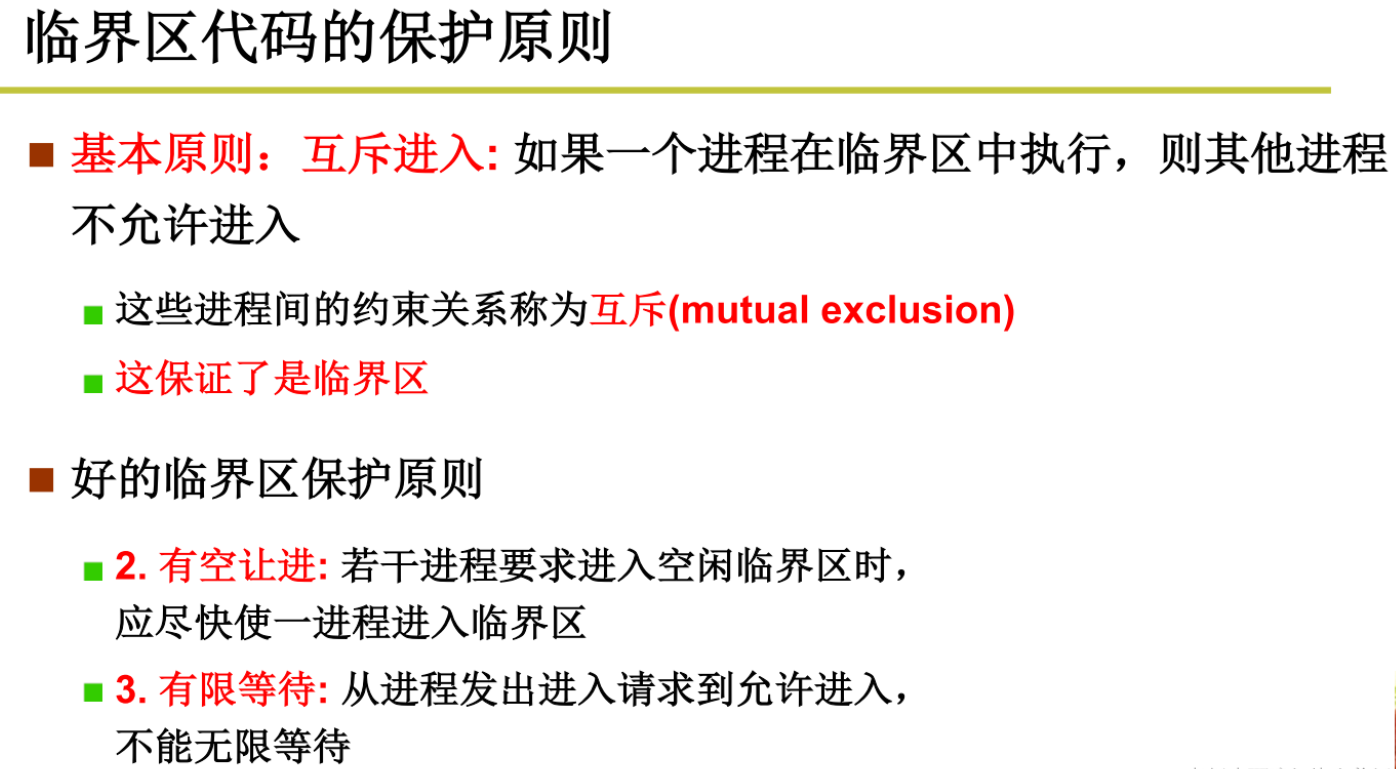 临界区代码的保护原则
基本原则：互斥进入: 如果一个进程在临界区中执行，则其他进程
不允许进入
这些进程间的约束关系称为互斥(mutual exclusion)
这保证了是临界区
好的临界区保护原则
2. 有空让进: 若干进程要求进入空闲临界区时，
应尽快使一进程进入临界区
3. 有限等待: 从进程发出进入请求到允许进入，
不能无限等待